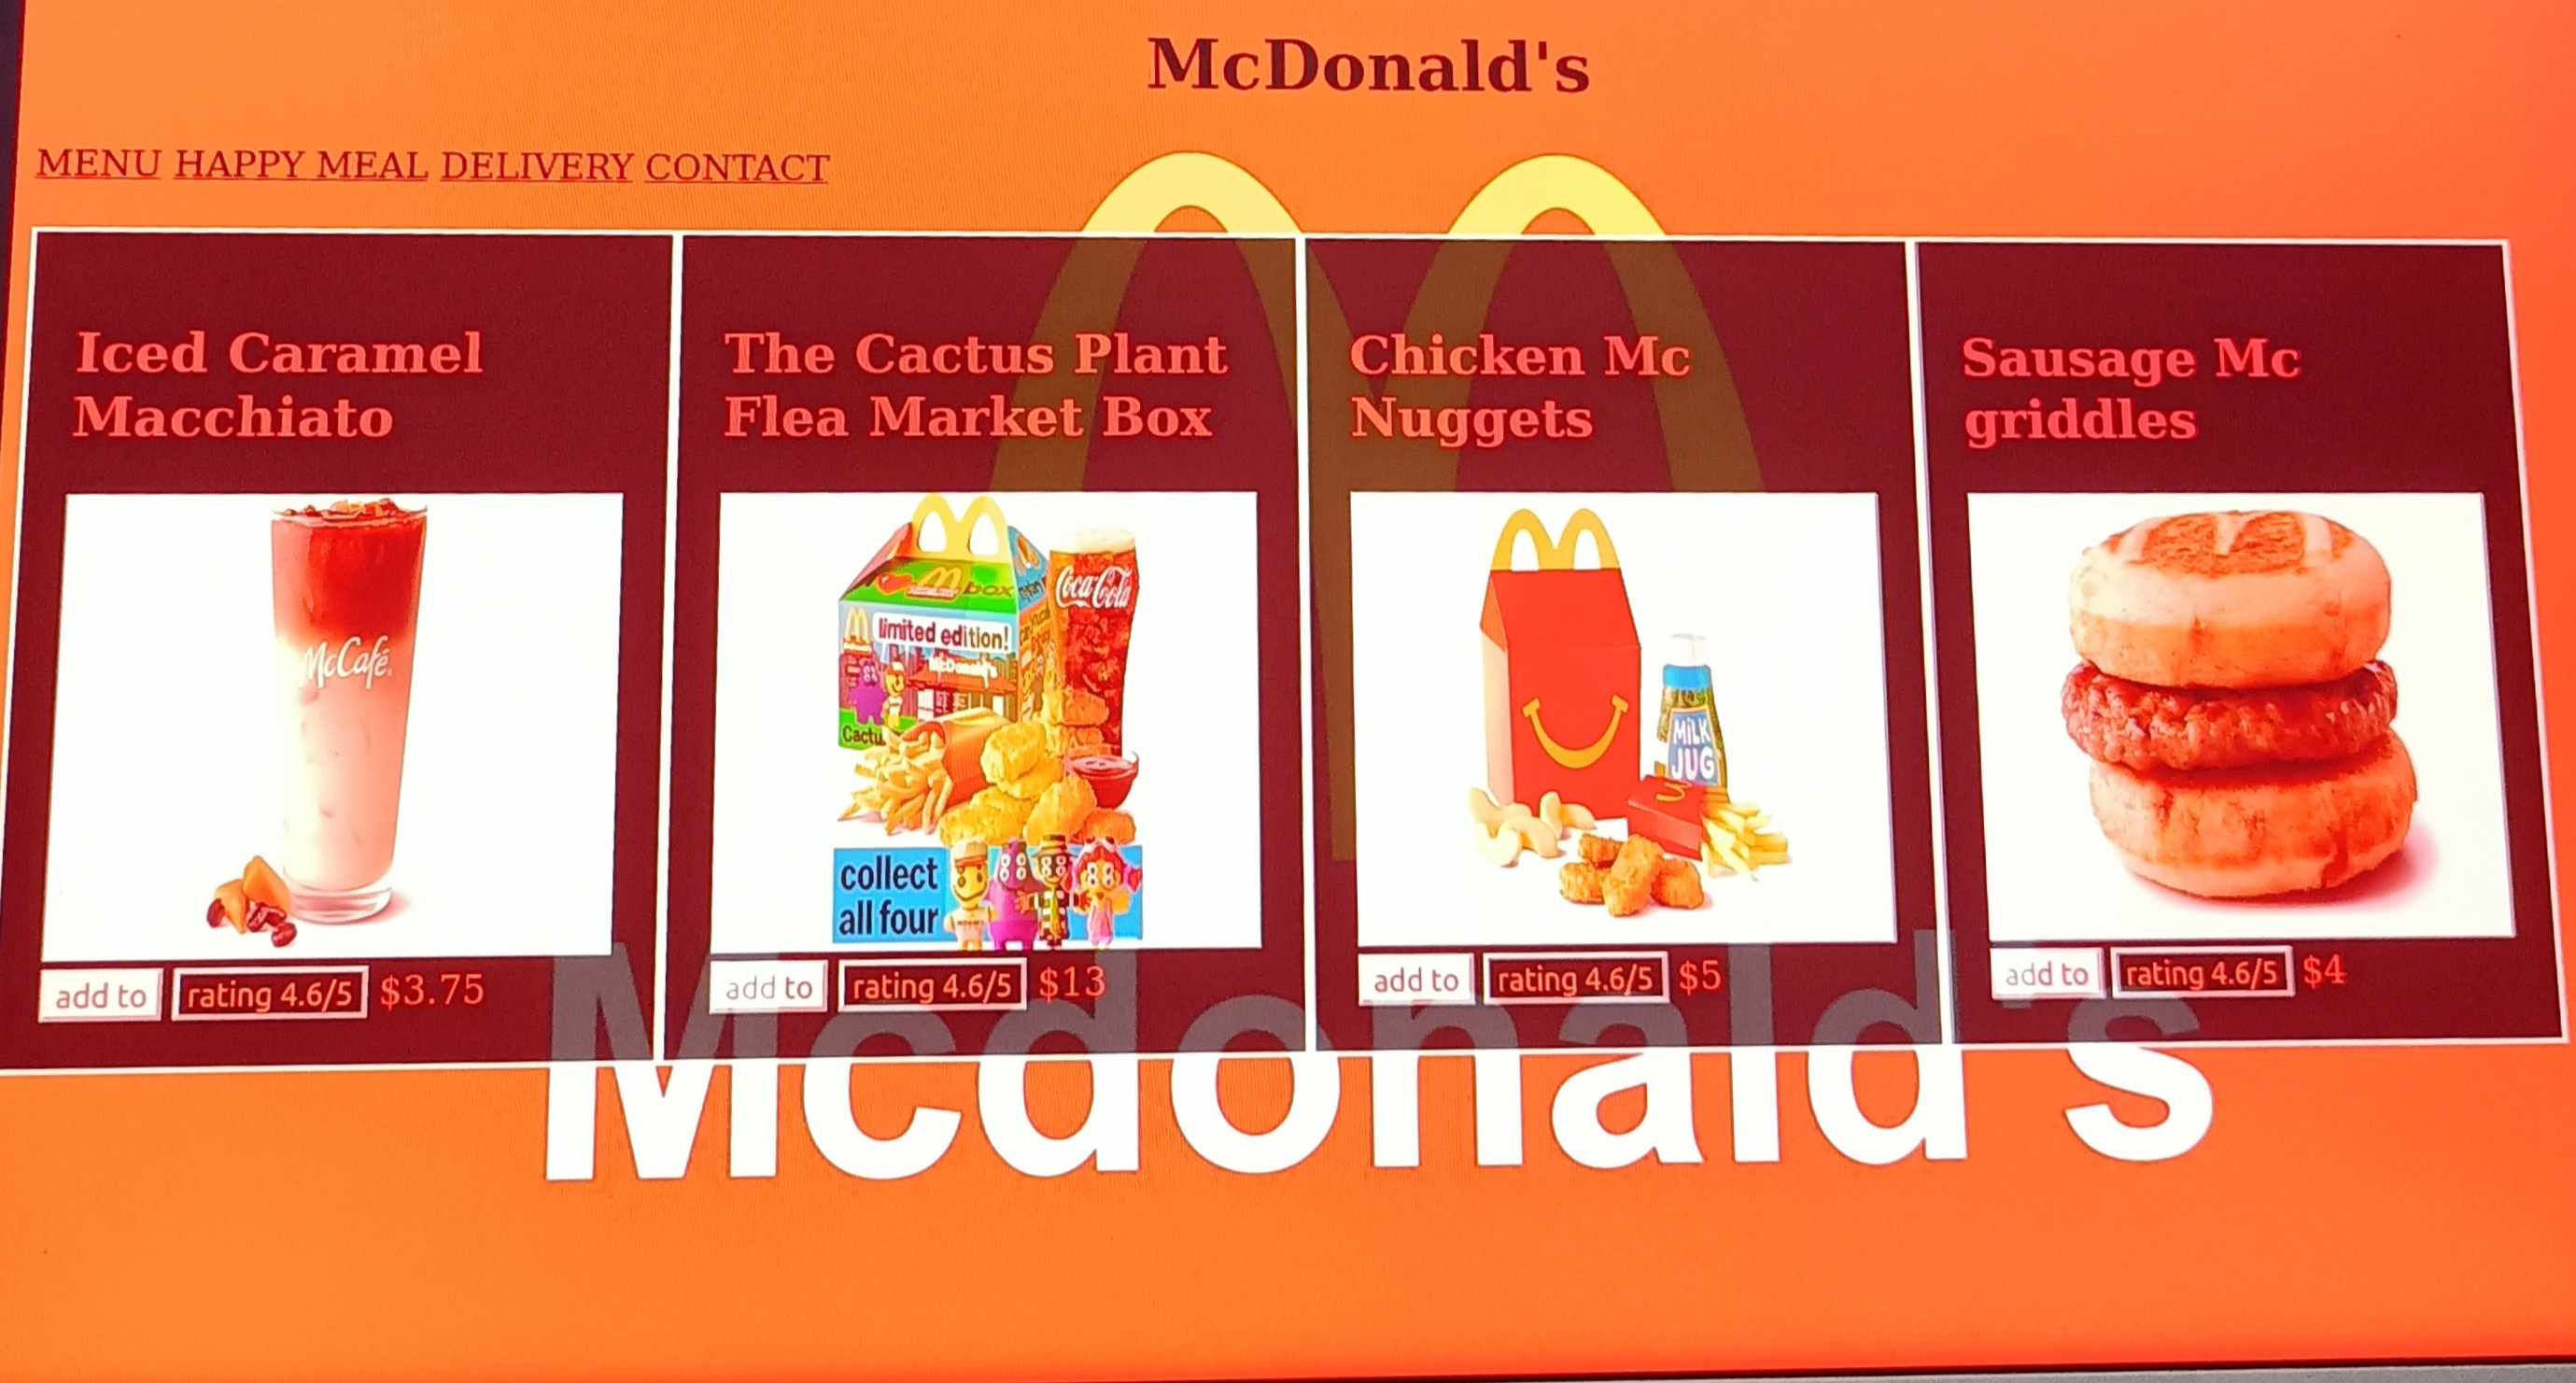 McDonald's
MENU HAPPY MEAL DELIVERY CONTACT
Iced Caramel
Macchiato
McCafé
add to rating 4.6/5 $3.75
The Cactus Plant
Flea Market Box
box
limited edition!
McDonald's
Cactu
Coca-Cola
collect
all four
add to rating 4.6/5 $13
Chicken Mc
Nuggets
MiLK
JUG
add to rating 4.6/5 $5
Sausage Mc
griddles
add to rating 4.6/5 $4
Mcdonald's